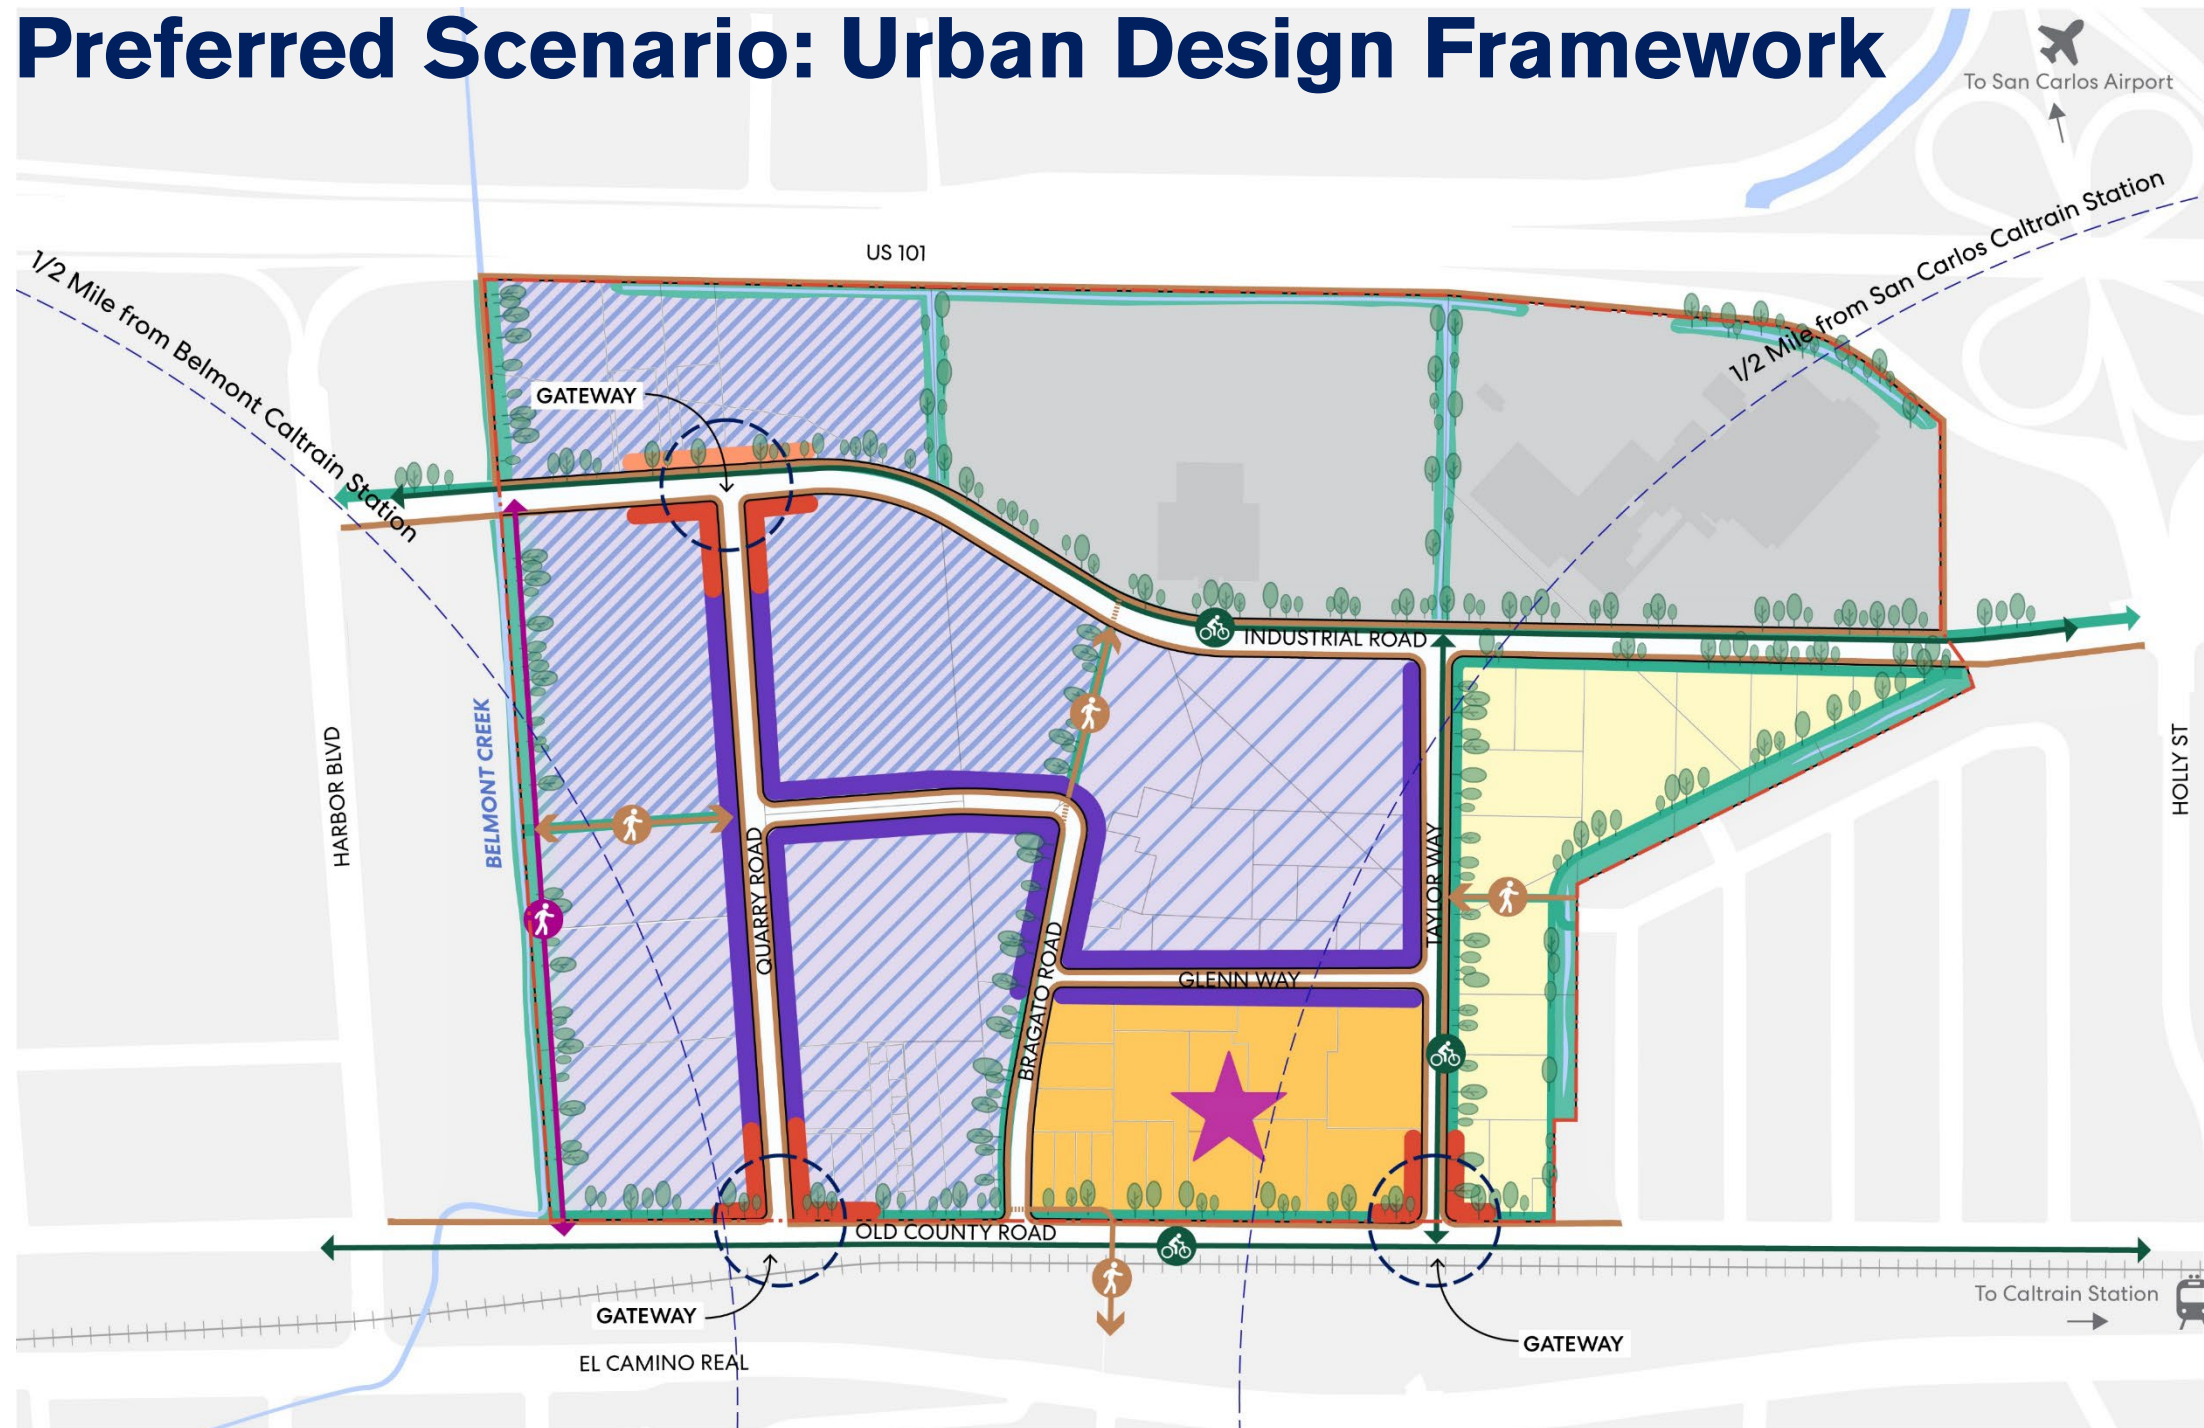 Preferred Scenario: Urban Design Framework
To San Carlos Airport
1/2 Mile from San Carlos Caltrain Station
US 101
1/2 Mile from Belmont Caltrain Station
GATEWAY
INDUSTRIAL ROAD
HARBOR BLVD
BELMONT CREEK
QUARRY ROAD
BRAGATO ROAD
TAYLOR WAY
HOLLY ST
GLENN WAY
OLD COUNTY ROAD
GATEWAY
GATEWAY
To Caltrain Station
EL CAMINO REAL